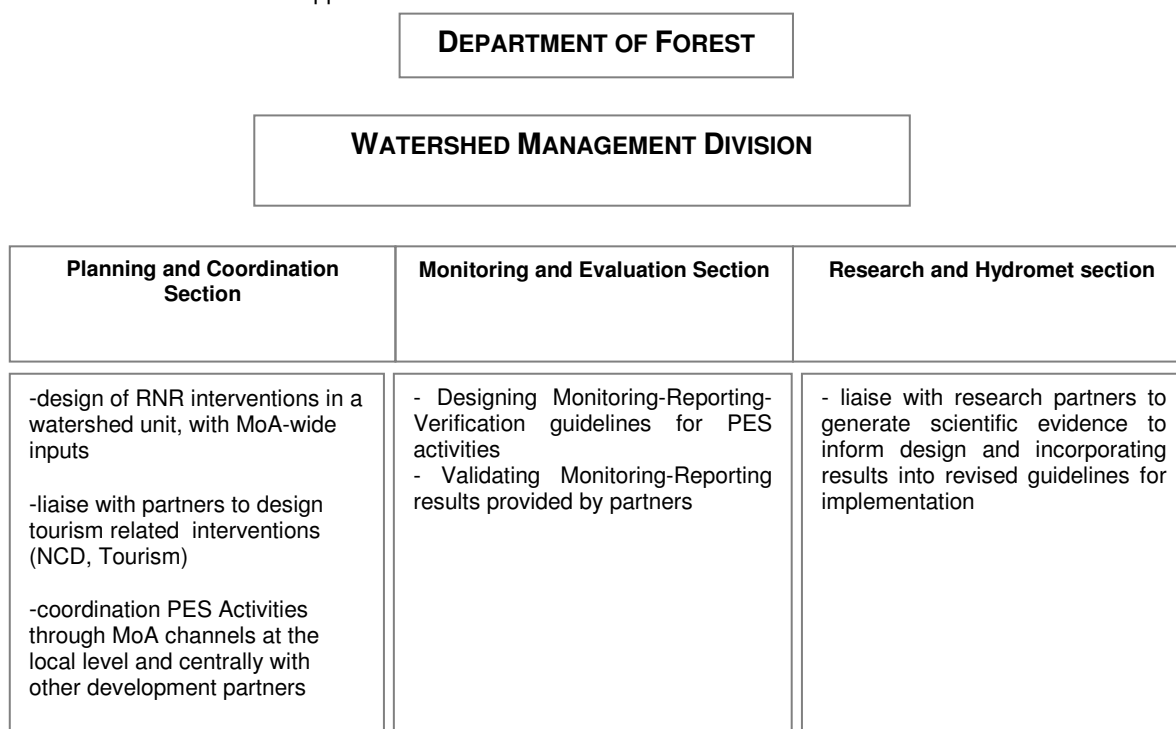 DEPARTMENT OF FOREST
WATERSHED MANAGEMENT DIVISION
Planning and Coordination
Section
Monitoring and Evaluation Section
Research and Hydromet section
-design of RNR interventions in a
watershed unit, with MoA-wide
inputs
-liaise with partners to design
tourism related interventions
(NCD, Tourism)
-coordination PES Activities
through MoA channels at the
local level and centrally with
other development partners
- Designing Monitoring-Reporting-
Verification guidelines for PES
activities
- Validating Monitoring-Reporting
results provided by partners
- liaise with research partners to
generate scientific evidence to
inform design and incorporating
results into revised guidelines for
implementation